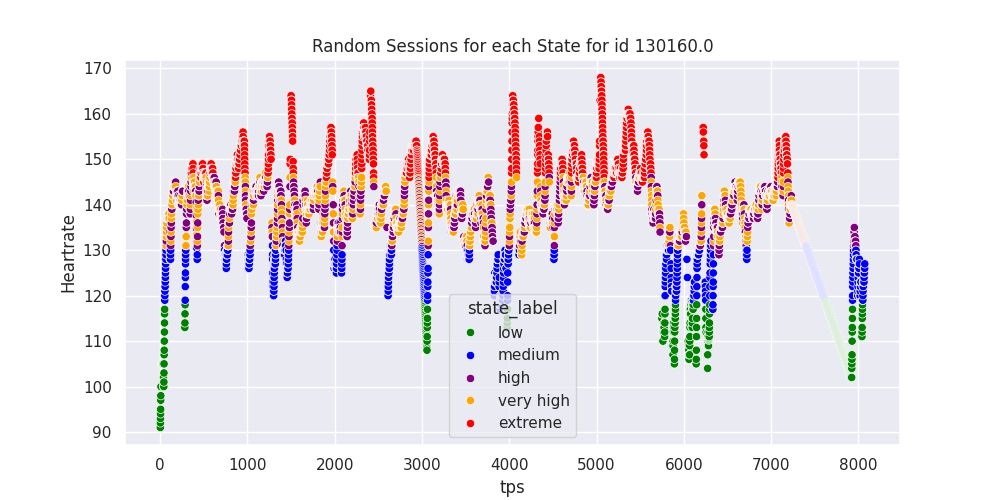 Random Sessions for each State for id 130160.0
170
160
150
140
130
120
110
100
90
Heartrate
state_label
low
medium
high
very high
extreme
0
1000
2000
3000
4000
5000
6000
7000
8000
tps